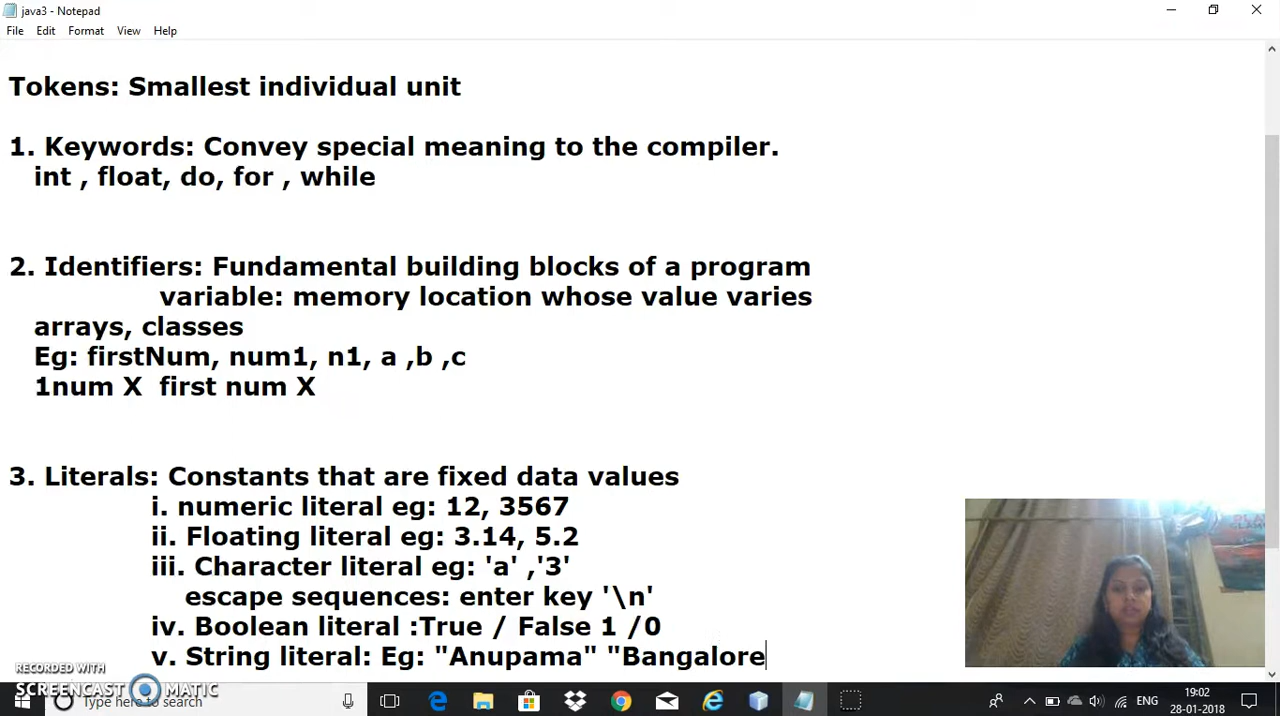 java3 - Notepad
File Edit Format View Help
Tokens: Smallest individual unit
1. Keywords: Convey special meaning to the compiler.
int , float, do, for , while
2. Identifiers: Fundamental building blocks of a program
variable: memory location whose value varies
arrays, classes
Eg: firstNum, num1, n1, a ,b ,c
1num X  first num X
3. Literals: Constants that are fixed data values
i. numeric literal eg: 12, 3567
ii. Floating literal eg: 3.14, 5.2
iii. Character literal eg: 'a' ,'3'
escape sequences: enter key '\n'
iv. Boolean literal :True / False 1 /0
v. String literal: Eg: "Anupama" "Bangalore
RECORDED WITH
SCREENCAST MATIC
Type here to search
ENG
19:02
28-01-2018